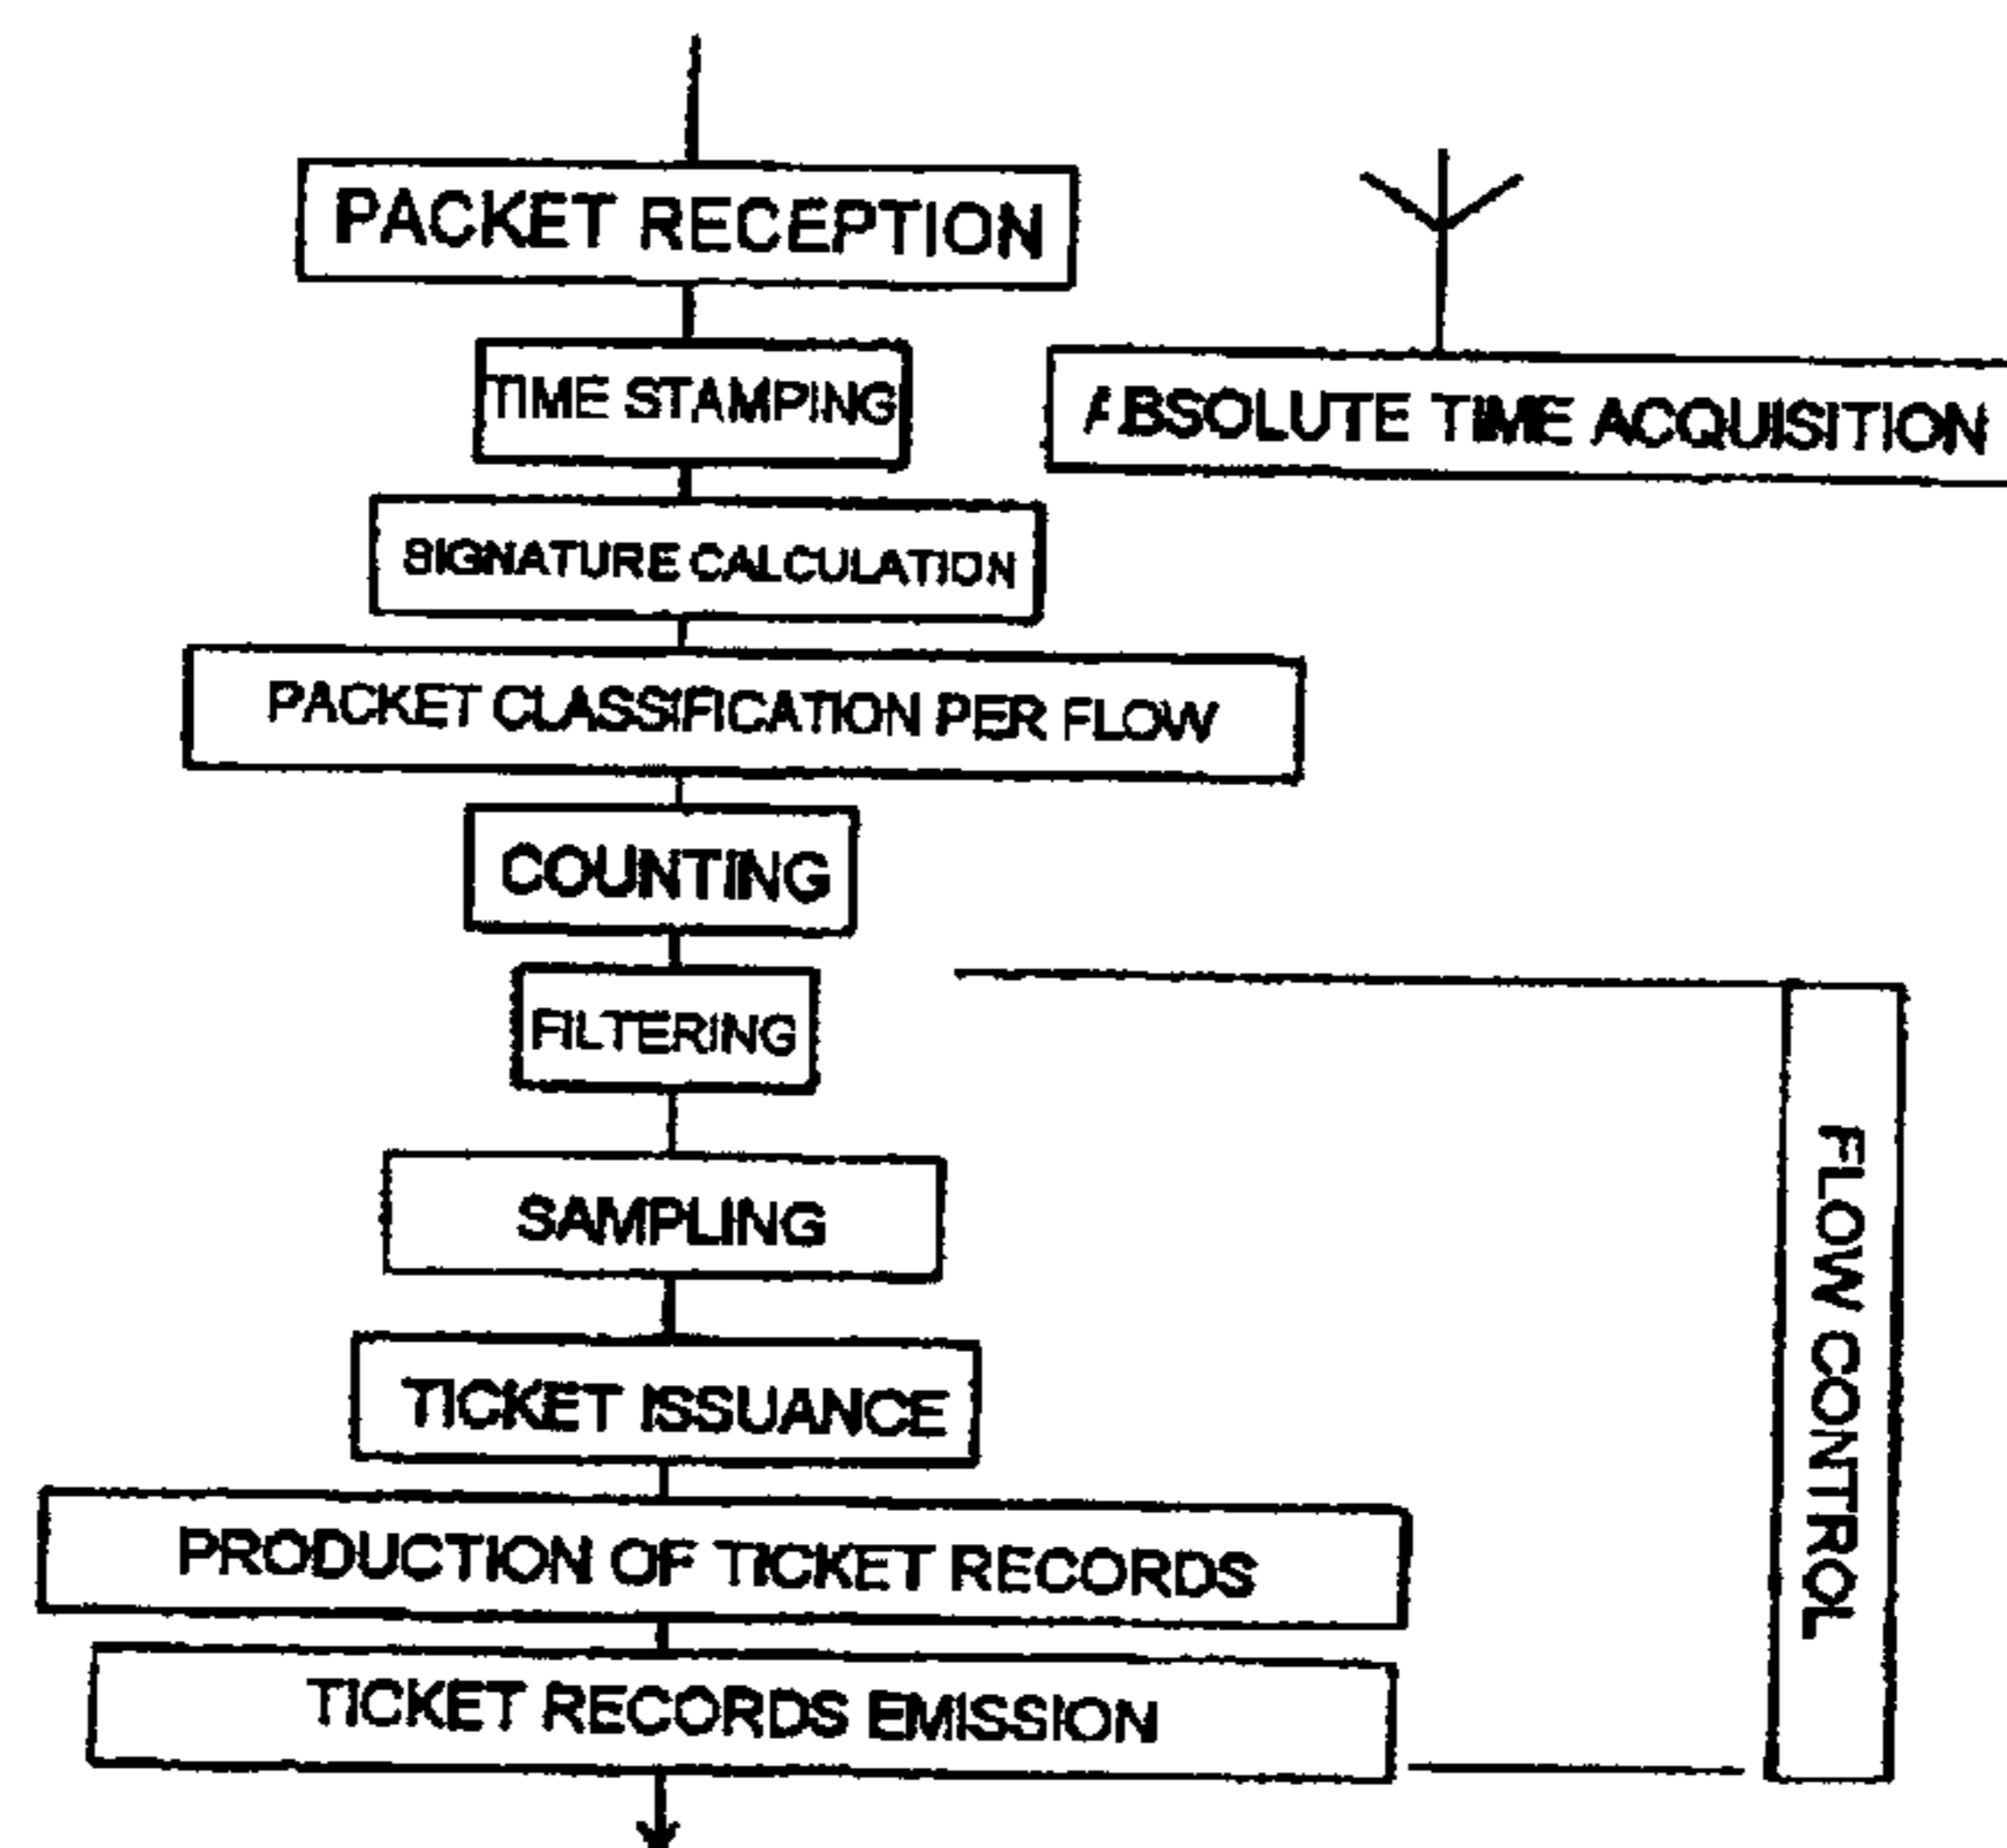 PACKET RECEPTION
TIME STAMPING
ABSOLUTE TIME ACQUISITION
SIGNATURE CALCULATION
PACKET CLASSIFICATION PER FLOW
COUNTING
FILTERING
SAMPLING
TICKET ISSUANCE
PRODUCTION OF TICKET RECORDS
TICKET RECORDS EMISSION
FLOW CONTROL